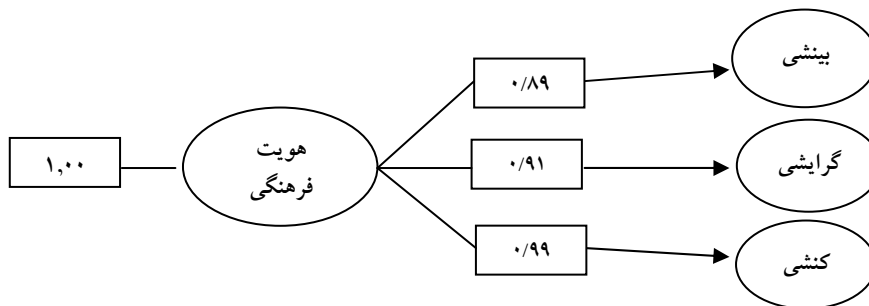 بینشی
۰/۸۹
هویت
فرهنگی
۱,۰۰
۰/۹۱
گرایشی
۰/۹۹
کنشی